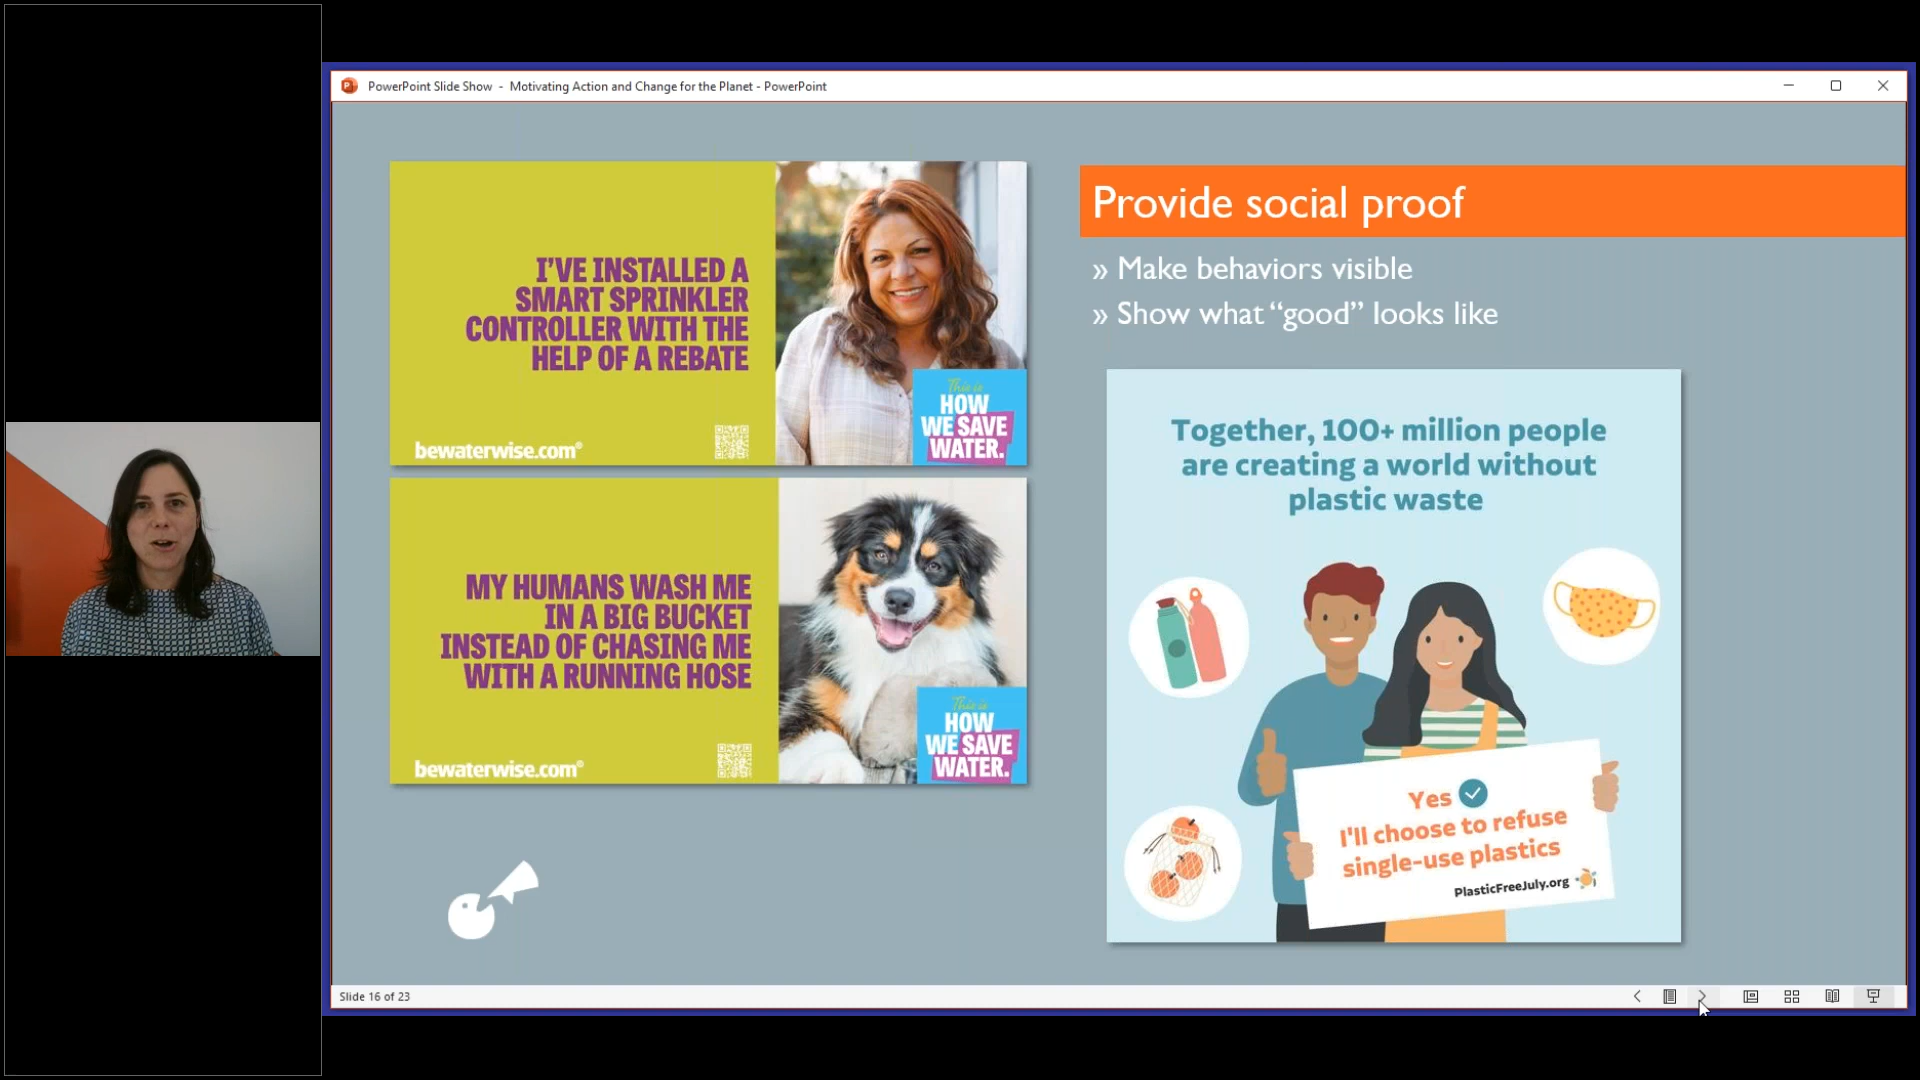 PowerPoint Slide Show - Motivating Action and Change for the Planet - PowerPoint
I'VE INSTALLED A
SMART SPRINKLER
CONTROLLER WITH THE
HELP OF A REBATE
bewaterwise.com®
This is
HOW
WE SAVE
WATER.
MY HUMANS WASH ME
IN A BIG BUCKET
INSTEAD OF CHASING ME
WITH A RUNNING HOSE
bewaterwise.com®
This is
HOW
WE SAVE
WATER.
Provide social proof
» Make behaviors visible
» Show what “good” looks like
Together, 100+ million people
are creating a world without
plastic waste
Yes
I'll choose to refuse
single-use plastics
PlasticFreeJuly.org
Slide 16 of 23